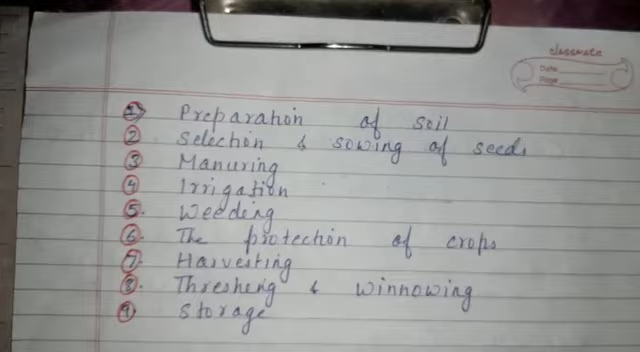 classmate
Date
Page
① Preparation of soil
② Selection & sowing of seeds
③ Manuring
④ Irrigation
⑤. Weeding
⑥. The protection of crops
⑦. Harvesting
⑧. Threshing & winnowing
⑨ Storage